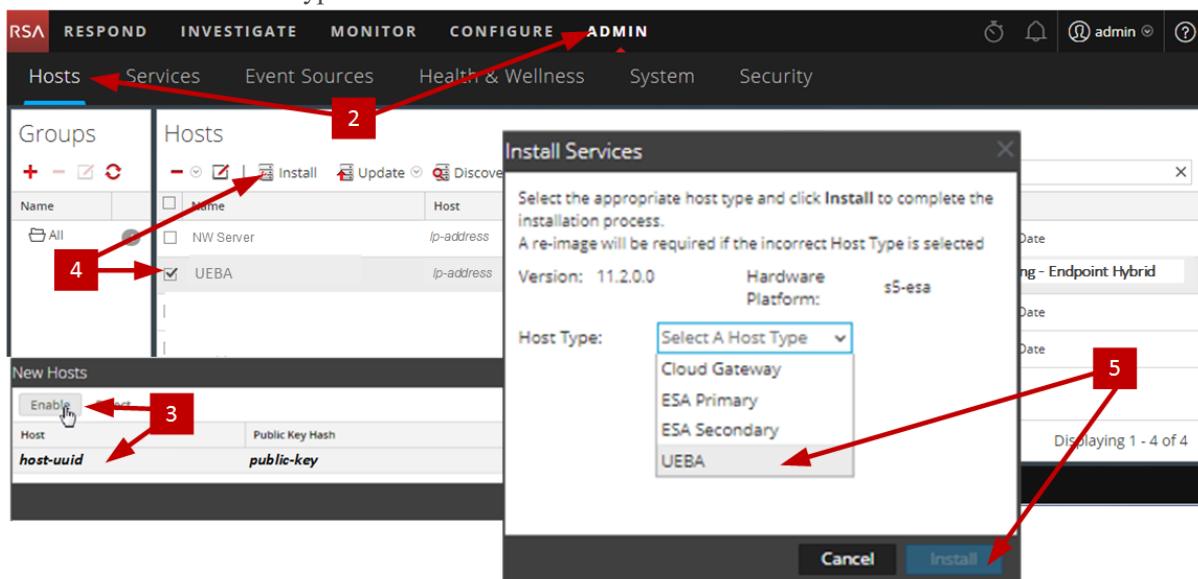 RSA RESPOND INVESTIGATE MONITOR CONFIGURE ADMIN admin ?
Hosts Services Event Sources Health & Wellness System Security
2
Groups
Hosts
Install Update Discove
Name
Name Host
All
NW Server Ip-address
UEBA Ip-address
4
Date
ng - Endpoint Hybrid
Date
Date
Displaying 1 - 4 of 4
New Hosts
Enable
3
Host Public Key Hash
host-uuid public-key
Install Services
Select the appropriate host type and click Install to complete the
installation process.
A re-image will be required if the incorrect Host Type is selected
Version: 11.2.0.0 Hardware Platform: s5-esa
Host Type: Select A Host Type
Cloud Gateway
ESA Primary
ESA Secondary
UEBA
5
Cancel Install